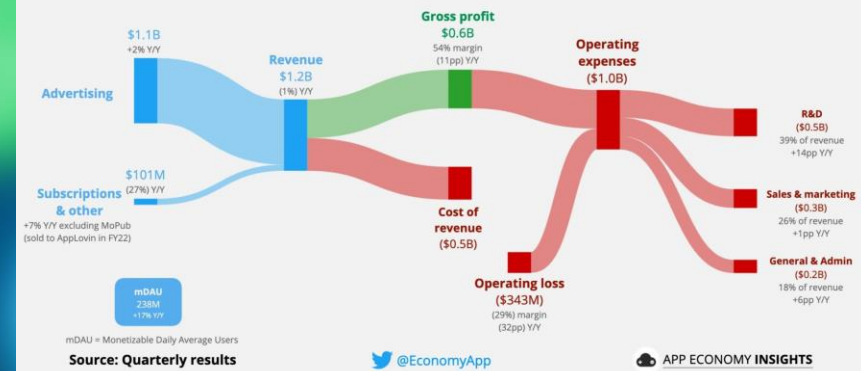 $1.1B
+2% Y/Y
Advertising
$101M
(27%) Y/Y
Subscriptions
& other
+7% Y/Y excluding MoPub
(sold to AppLovin in FY22)
Revenue
$1.2B
(1%) Y/Y
Gross profit
$0.6B
54% margin
(11pp) Y/Y
Cost of
revenue
($0.5B)
Operating
expenses
($1.0B)
Operating loss
($343M)
(29%) margin
(32pp) Y/Y
R&D
($0.5B)
39% of revenue
+14pp Y/Y
Sales & marketing
($0.3B)
26% of revenue
+1pp Y/Y
General & Admin
($0.2B)
18% of revenue
+6pp Y/Y
mDAU
238M
+17% Y/Y
mDAU = Monetizable Daily Average Users
Source: Quarterly results
@EconomyApp
APP ECONOMY INSIGHTS